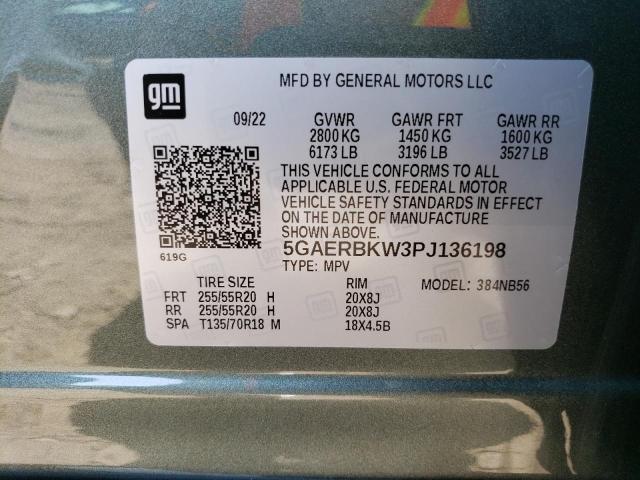 gm
MFD BY GENERAL MOTORS LLC
09/22 GVWR GAWR FRT GAWR RR
2800 KG 1450 KG 1600 KG
6173 LB 3196 LB 3527 LB
THIS VEHICLE CONFORMS TO ALL
APPLICABLE U.S. FEDERAL MOTOR
VEHICLE SAFETY STANDARDS IN EFFECT
ON THE DATE OF MANUFACTURE
SHOWN ABOVE.
619G
5GAERBKW3PJ136198
TYPE: MPV
TIRE SIZE RIM MODEL: 384NB56
FRT 255/55R20 H 20X8J
RR 255/55R20 H 20X8J
SPA T135/70R18 M 18X4.5B